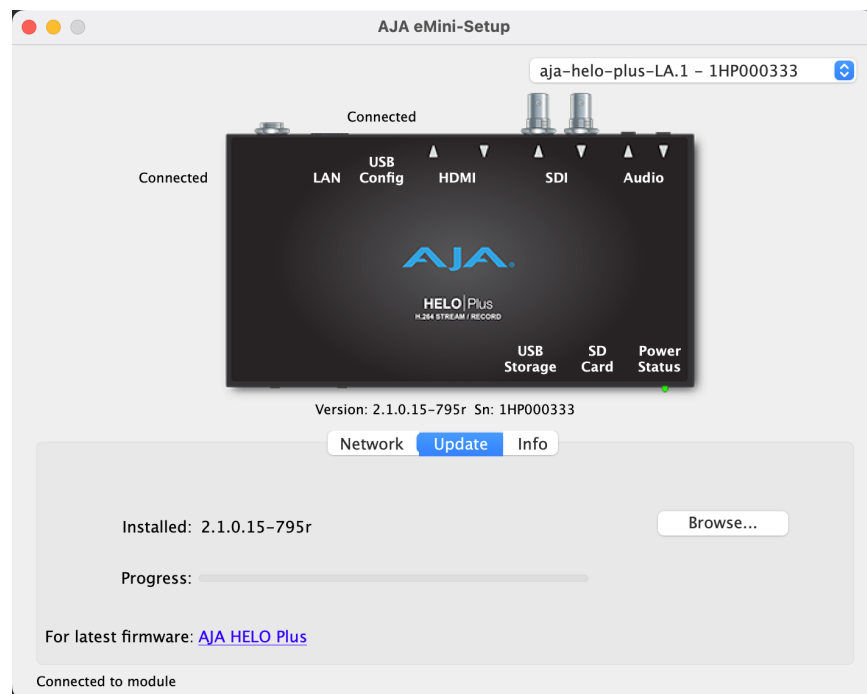 AJA eMini-Setup
aja-helo-plus-LA.1 – 1HP000333
Connected
Connected
LAN
USB
Config
HDMI
SDI
Audio
AJA
HELO|Plus
H.264 STREAM / RECORD
USB
Storage
SD
Card
Power
Status
Version: 2.1.0.15-795r Sn: 1HP000333
Network
Update
Info
Installed: 2.1.0.15-795r
Browse...
Progress:
For latest firmware: AJA HELO Plus
Connected to module